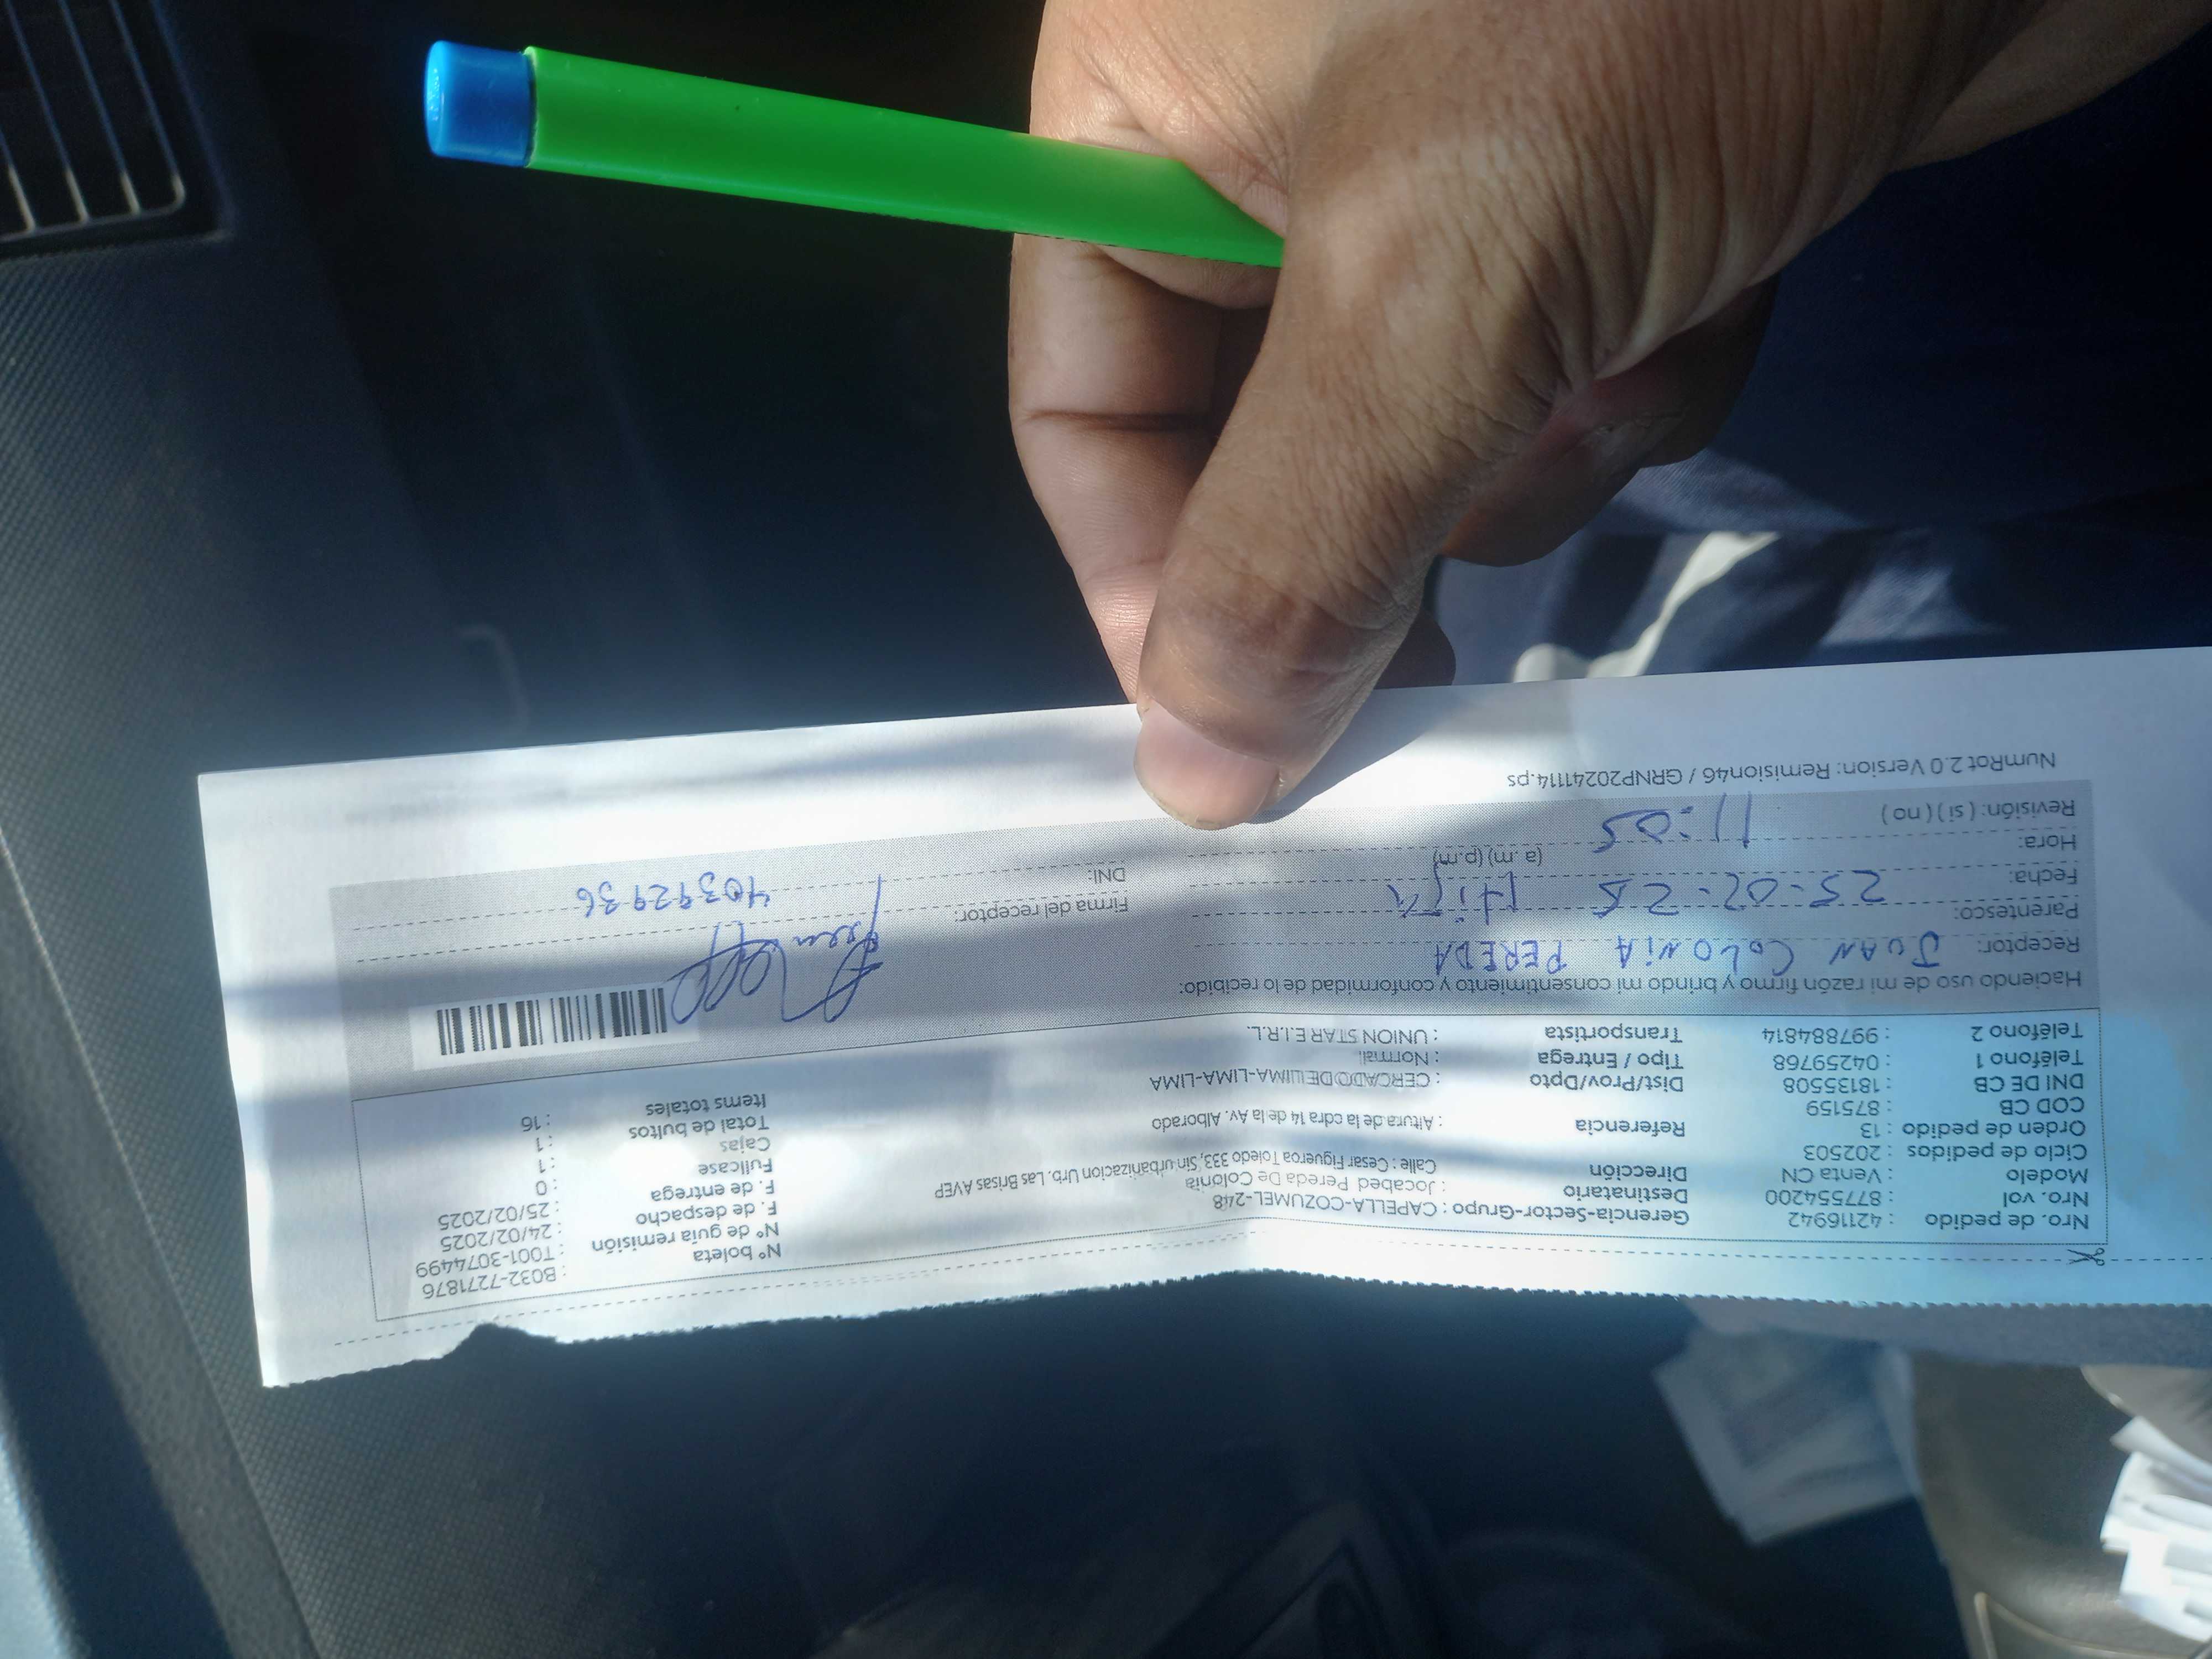 Nro. de pedido : 42116942
Nro. vol : 877554200
Modelo : Venta CN
Ciclo de pedidos : 202503
Orden de pedido : 13
COD CB : 875159
DNI DE CB : 18135508
Teléfono 1 : 04259768
Teléfono 2 : 997884814
Gerencia-Sector-Grupo : CAPELLA-COZUMEL-248
Destinatario : Jocabed Pereda De Colonia
Dirección Calle : Cesar Figueroa Toledo 333, Sin urbanizacion Urb. Las Brisas AVEP
Referencia : Altura de la cdra 14 de la Av. Alborado
Dist/Prov/Dpto : CERCADO DE LIMA-LIMA-LIMA
Tipo / Entrega : Normal
Transportista : UNION STAR E.I.R.L.
N° boleta : B032-7271876
N° de guía remisión : T001-3074499
F. de despacho : 24/02/2025
F. de entrega : 25/02/2025
Fullcase : 0
Cajas : 1
Total de bultos : 1
Items totales : 16
Haciendo uso de mi razón firmo y brindo mi consentimiento y conformidad de lo recibido:
Receptor: JUAN COLONIA PEREDA
Parentesco: Hijo
Fecha: 25-02-25
Hora: 11:05 (a.m) (p.m)
Revisión: ( si ) ( no )
Firma del receptor:
DNI: 40392936
NumRot 2.0 Version: Remision46 / GRNP20241114.ps